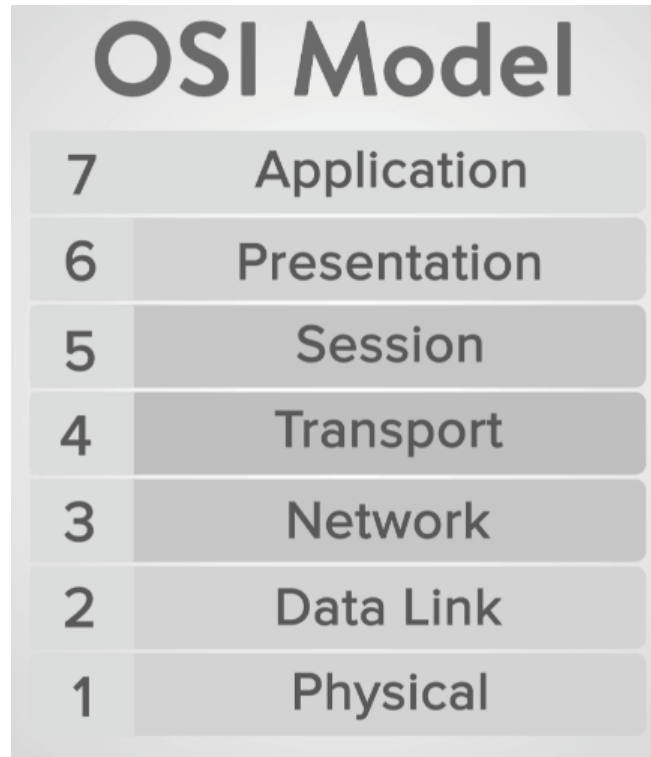 OSI Model
7 Application
6 Presentation
5 Session
4 Transport
3 Network
2 Data Link
1 Physical